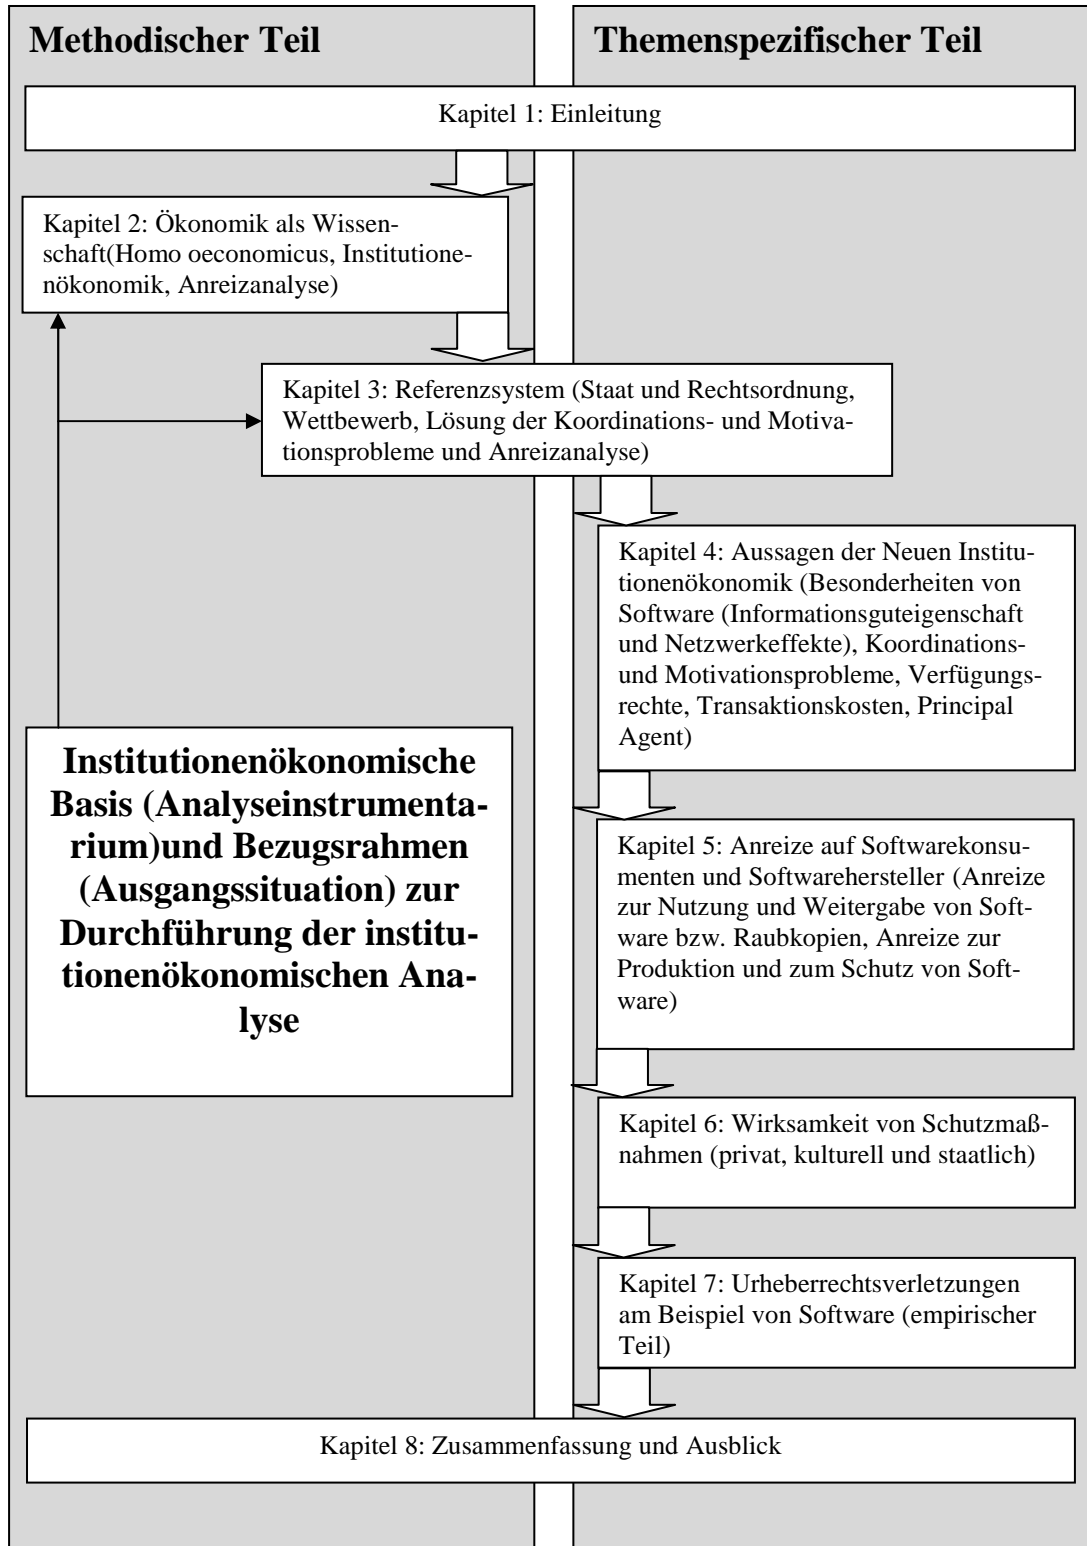 Methodischer Teil
Themenspezifischer Teil
Kapitel 1: Einleitung
Kapitel 2: Ökonomik als Wissen-
schaft(Homo oeconomicus, Institutione-
nökonomik, Anreizanalyse)
Kapitel 3: Referenzsystem (Staat und Rechtsordnung,
Wettbewerb, Lösung der Koordinations- und Motiva-
tionsprobleme und Anreizanalyse)
Kapitel 4: Aussagen der Neuen Institu-
tionenökonomik (Besonderheiten von
Software (Informationsguteigenschaft
und Netzwerkeffekte), Koordinations-
und Motivationsprobleme, Verfügungs-
rechte, Transaktionskosten, Principal
Agent)
Institutionenökonomische
Basis (Analyseinstrumenta-
rium)und Bezugsrahmen
(Ausgangssituation) zur
Durchführung der institu-
tionenökonomischen Ana-
lyse
Kapitel 5: Anreize auf Softwarekonsu-
menten und Softwarehersteller (Anreize
zur Nutzung und Weitergabe von Soft-
ware bzw. Raubkopien, Anreize zur
Produktion und zum Schutz von Soft-
ware)
Kapitel 6: Wirksamkeit von Schutzmaß-
nahmen (privat, kulturell und staatlich)
Kapitel 7: Urheberrechtsverletzungen
am Beispiel von Software (empirischer
Teil)
Kapitel 8: Zusammenfassung und Ausblick